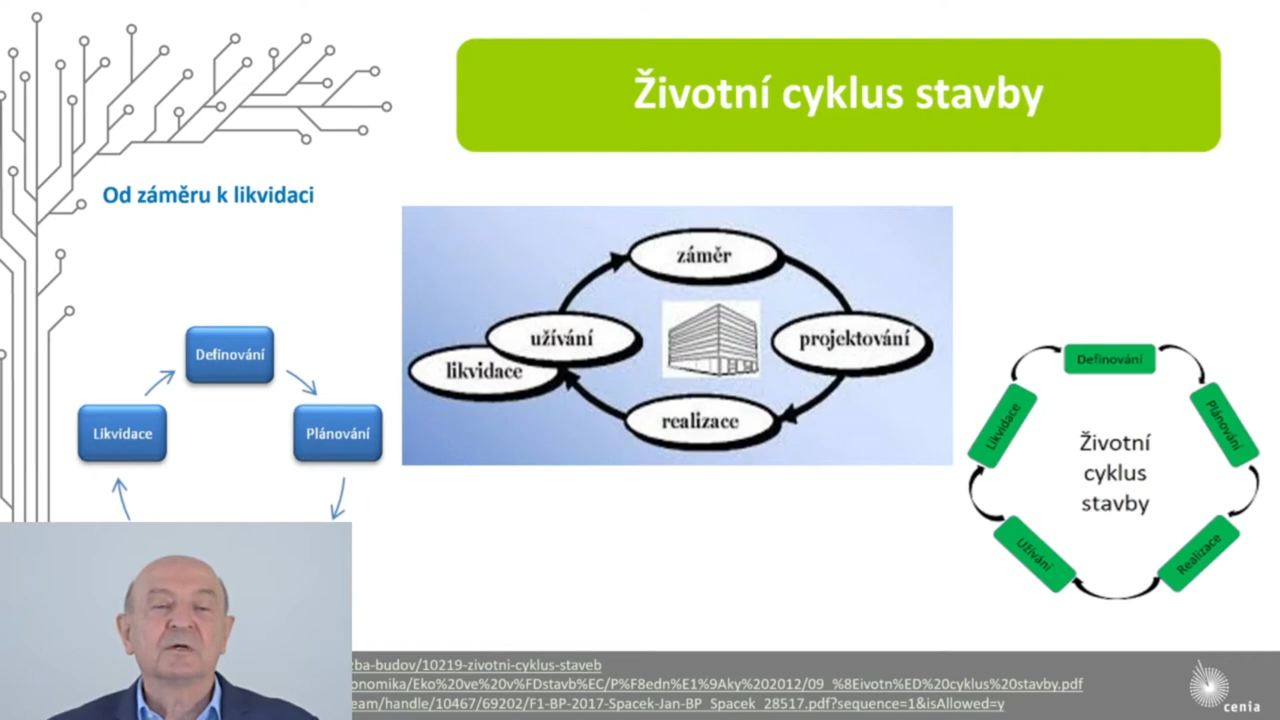 Životní cyklus stavby
Od záměru k likvidaci
Definování
Likvidace
Plánování
záměr
užívání
projektování
likvidace
realizace
Definování
Likvidace
Plánování
Životní
cyklus
stavby
Užívání
Realizace
zba-budov/10219-zivotni-cyklus-staveb
onomika/Eko%20ve%20v%FDstavb%EC/P%F8edn%E1%9Aky%202012/09_%8Eivotn%ED%20cyklus%20stavby.pdf
eam/handle/10467/69202/F1-BP-2017-Spacek-Jan-BP_Spacek_28517.pdf?sequence=1&isAllowed=y
cenia